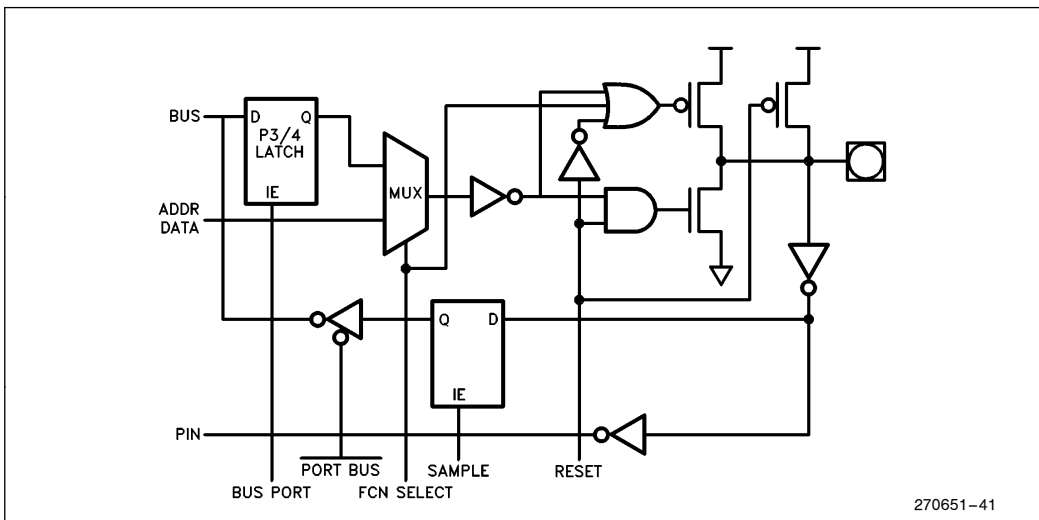 BUS
D Q
P3/4
LATCH
IE
MUX
ADDR
DATA
Q D
IE
PIN
PORT BUS
SAMPLE
RESET
BUS PORT
FCN SELECT
270651-41